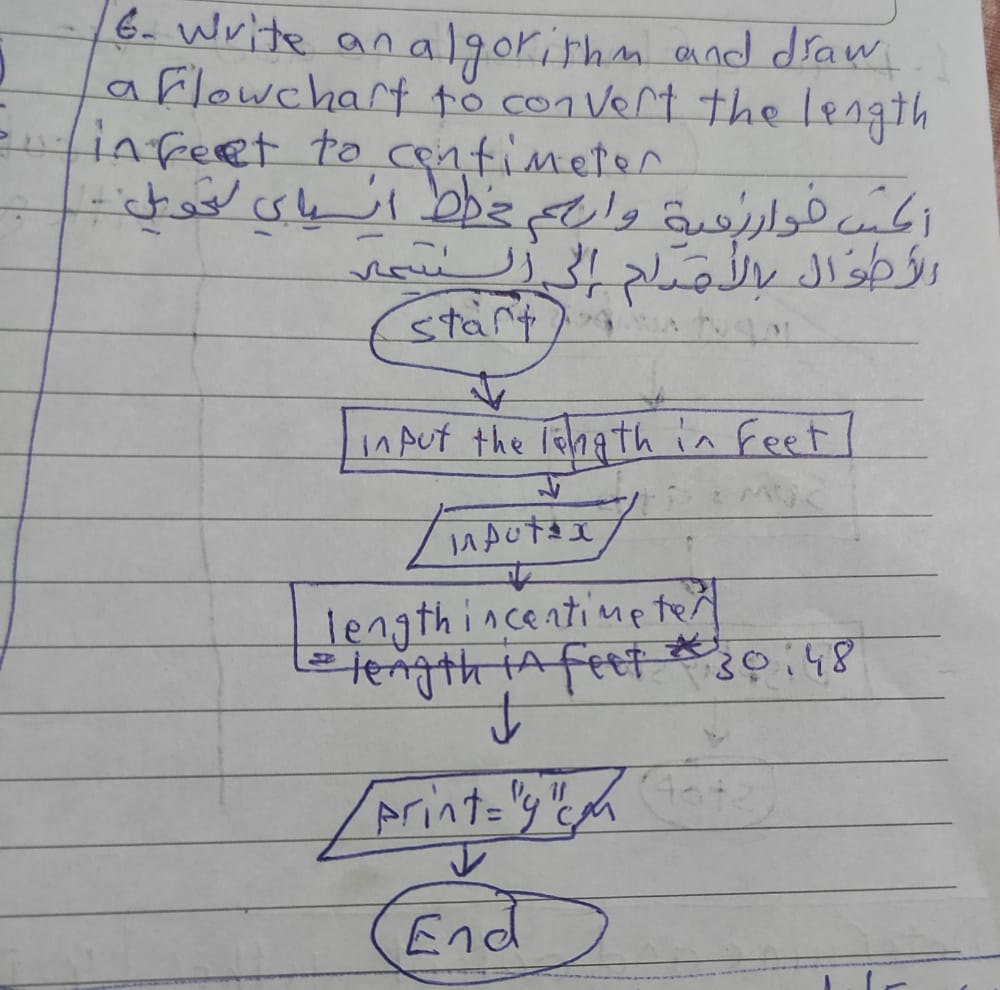 6- Write an algorithm and draw
a Flowchart to convert the length
in Feet to centimeter
أكتب خوارزمية وارسم مخطط إنسيابي لتحويل
الأطوال بالأقدام إلى السنتيمتر
start
input the length in Feet
input = x
length in centimeter
= length in feet * 30.48
print = "y" cm
End